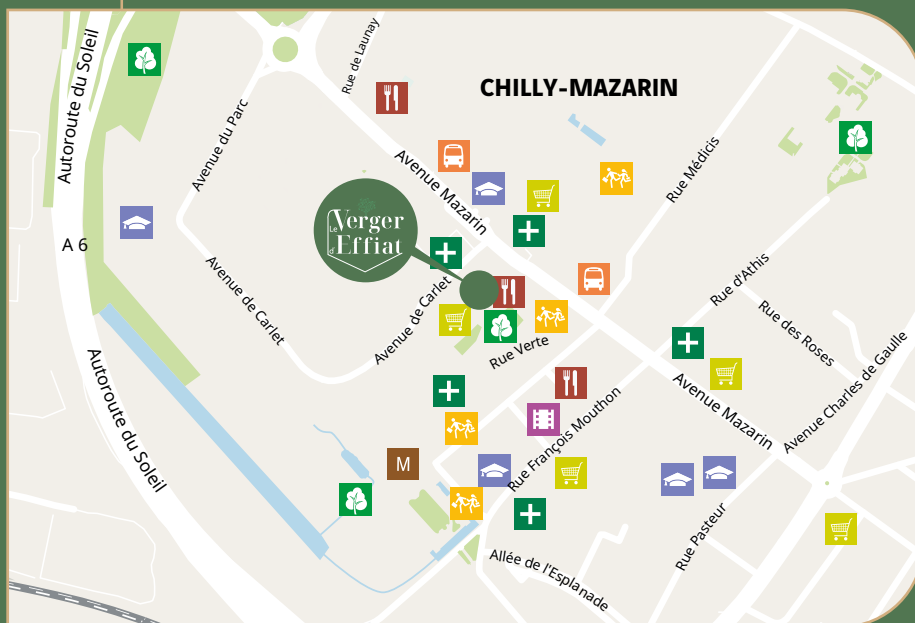 Autoroute du Soleil
Rue de Launay
CHILLY-MAZARIN
Avenue du Parc
Avenue Mazarin
Rue Médicis
Le Verger
d'Effiat
A 6
Avenue de Carlet
Avenue de Carlet
Rue d'Athis
Rue des Roses
Rue Verte
Avenue Charles de Gaulle
Autoroute du Soleil
Avenue Mazarin
Rue François Mouthon
M
Rue Pasteur
Allée de l'Esplanade